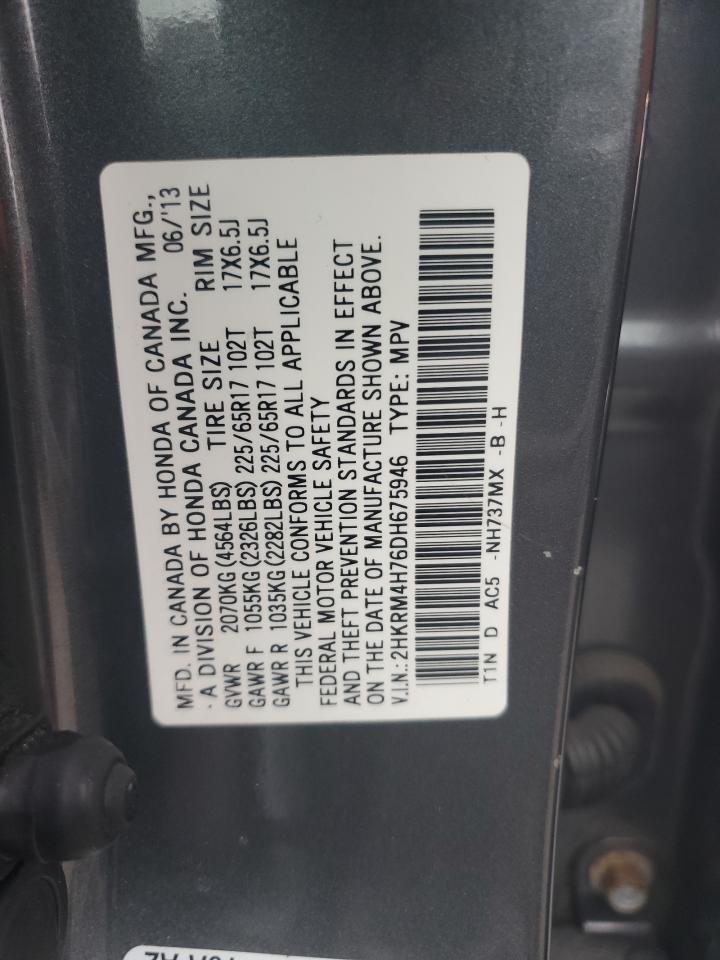 MFD. IN CANADA BY HONDA OF CANADA MFG.,
· A DIVISION OF HONDA CANADA INC. 06/'13
GVWR 2070KG(4564LBS) TIRE SIZE RIM SIZE
GAWR F 1055KG(2326LBS) 225/65R17 102T 17X6.5J
GAWR R 1035KG(2282LBS) 225/65R17 102T 17X6.5J
THIS VEHICLE CONFORMS TO ALL APPLICABLE
FEDERAL MOTOR VEHICLE SAFETY
AND THEFT PREVENTION STANDARDS IN EFFECT
ON THE DATE OF MANUFACTURE SHOWN ABOVE.
V.I.N.:2HKRM4H76DH675946 TYPE: MPV
T1N D AC5 -NH737MX -B -H